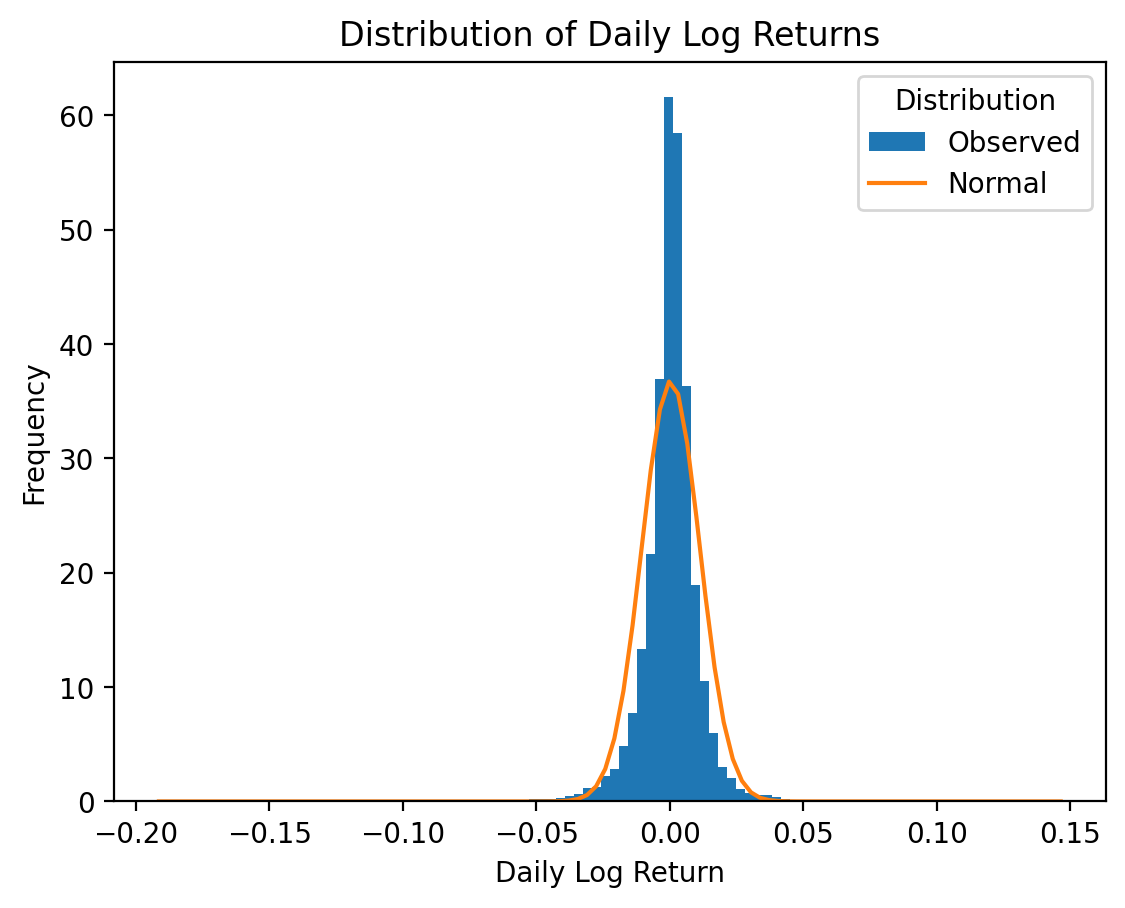 Distribution of Daily Log Returns
Distribution
Observed
Normal
Frequency
60
50
40
30
20
10
0
−0.20 −0.15 −0.10 −0.05 0.00 0.05 0.10 0.15
Daily Log Return